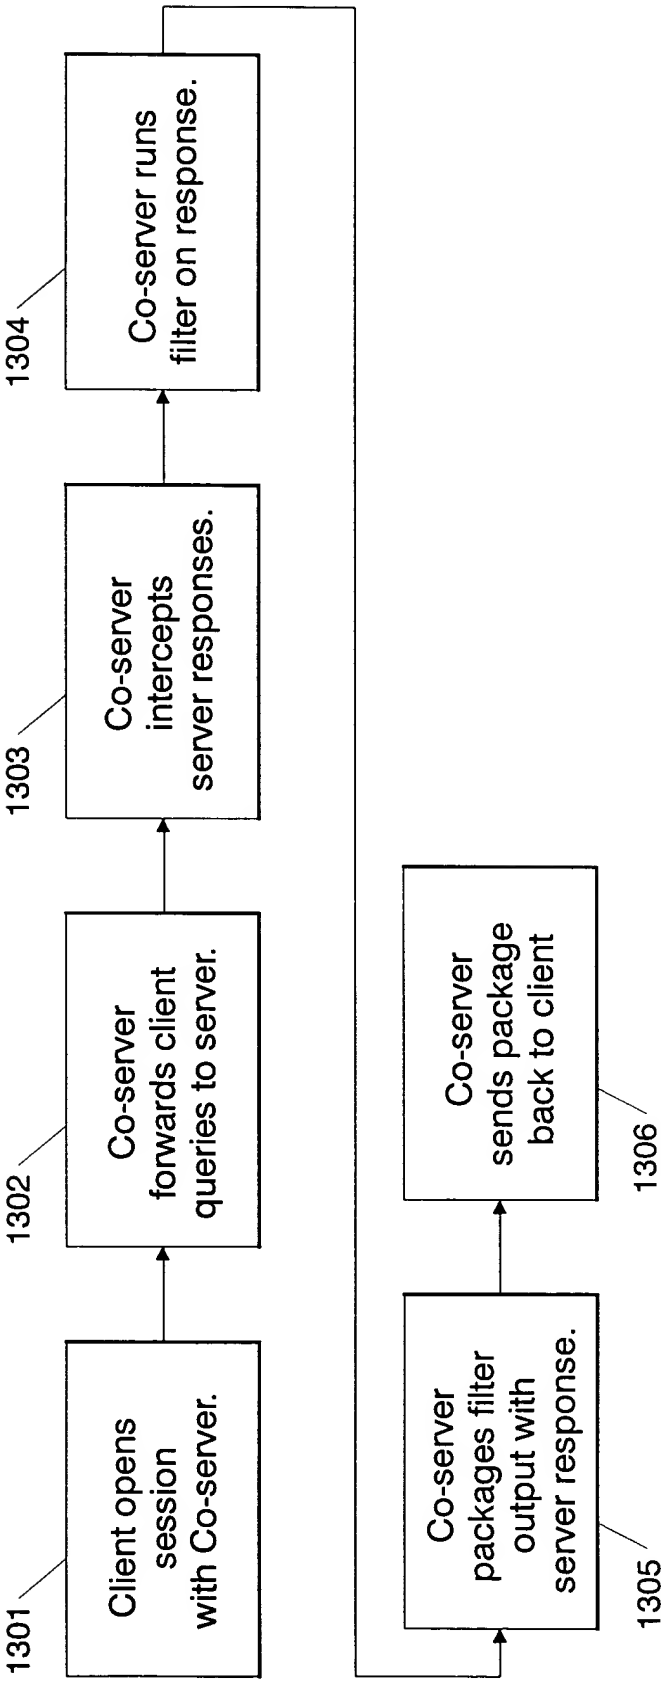 1301
Client opens
session
with Co-server.
1302
Co-server
forwards client
queries to server.
1303
Co-server
intercepts
server responses.
1304
Co-server runs
filter on response.
1305
Co-server
packages filter
output with
server response.
1306
Co-server
sends package
back to client